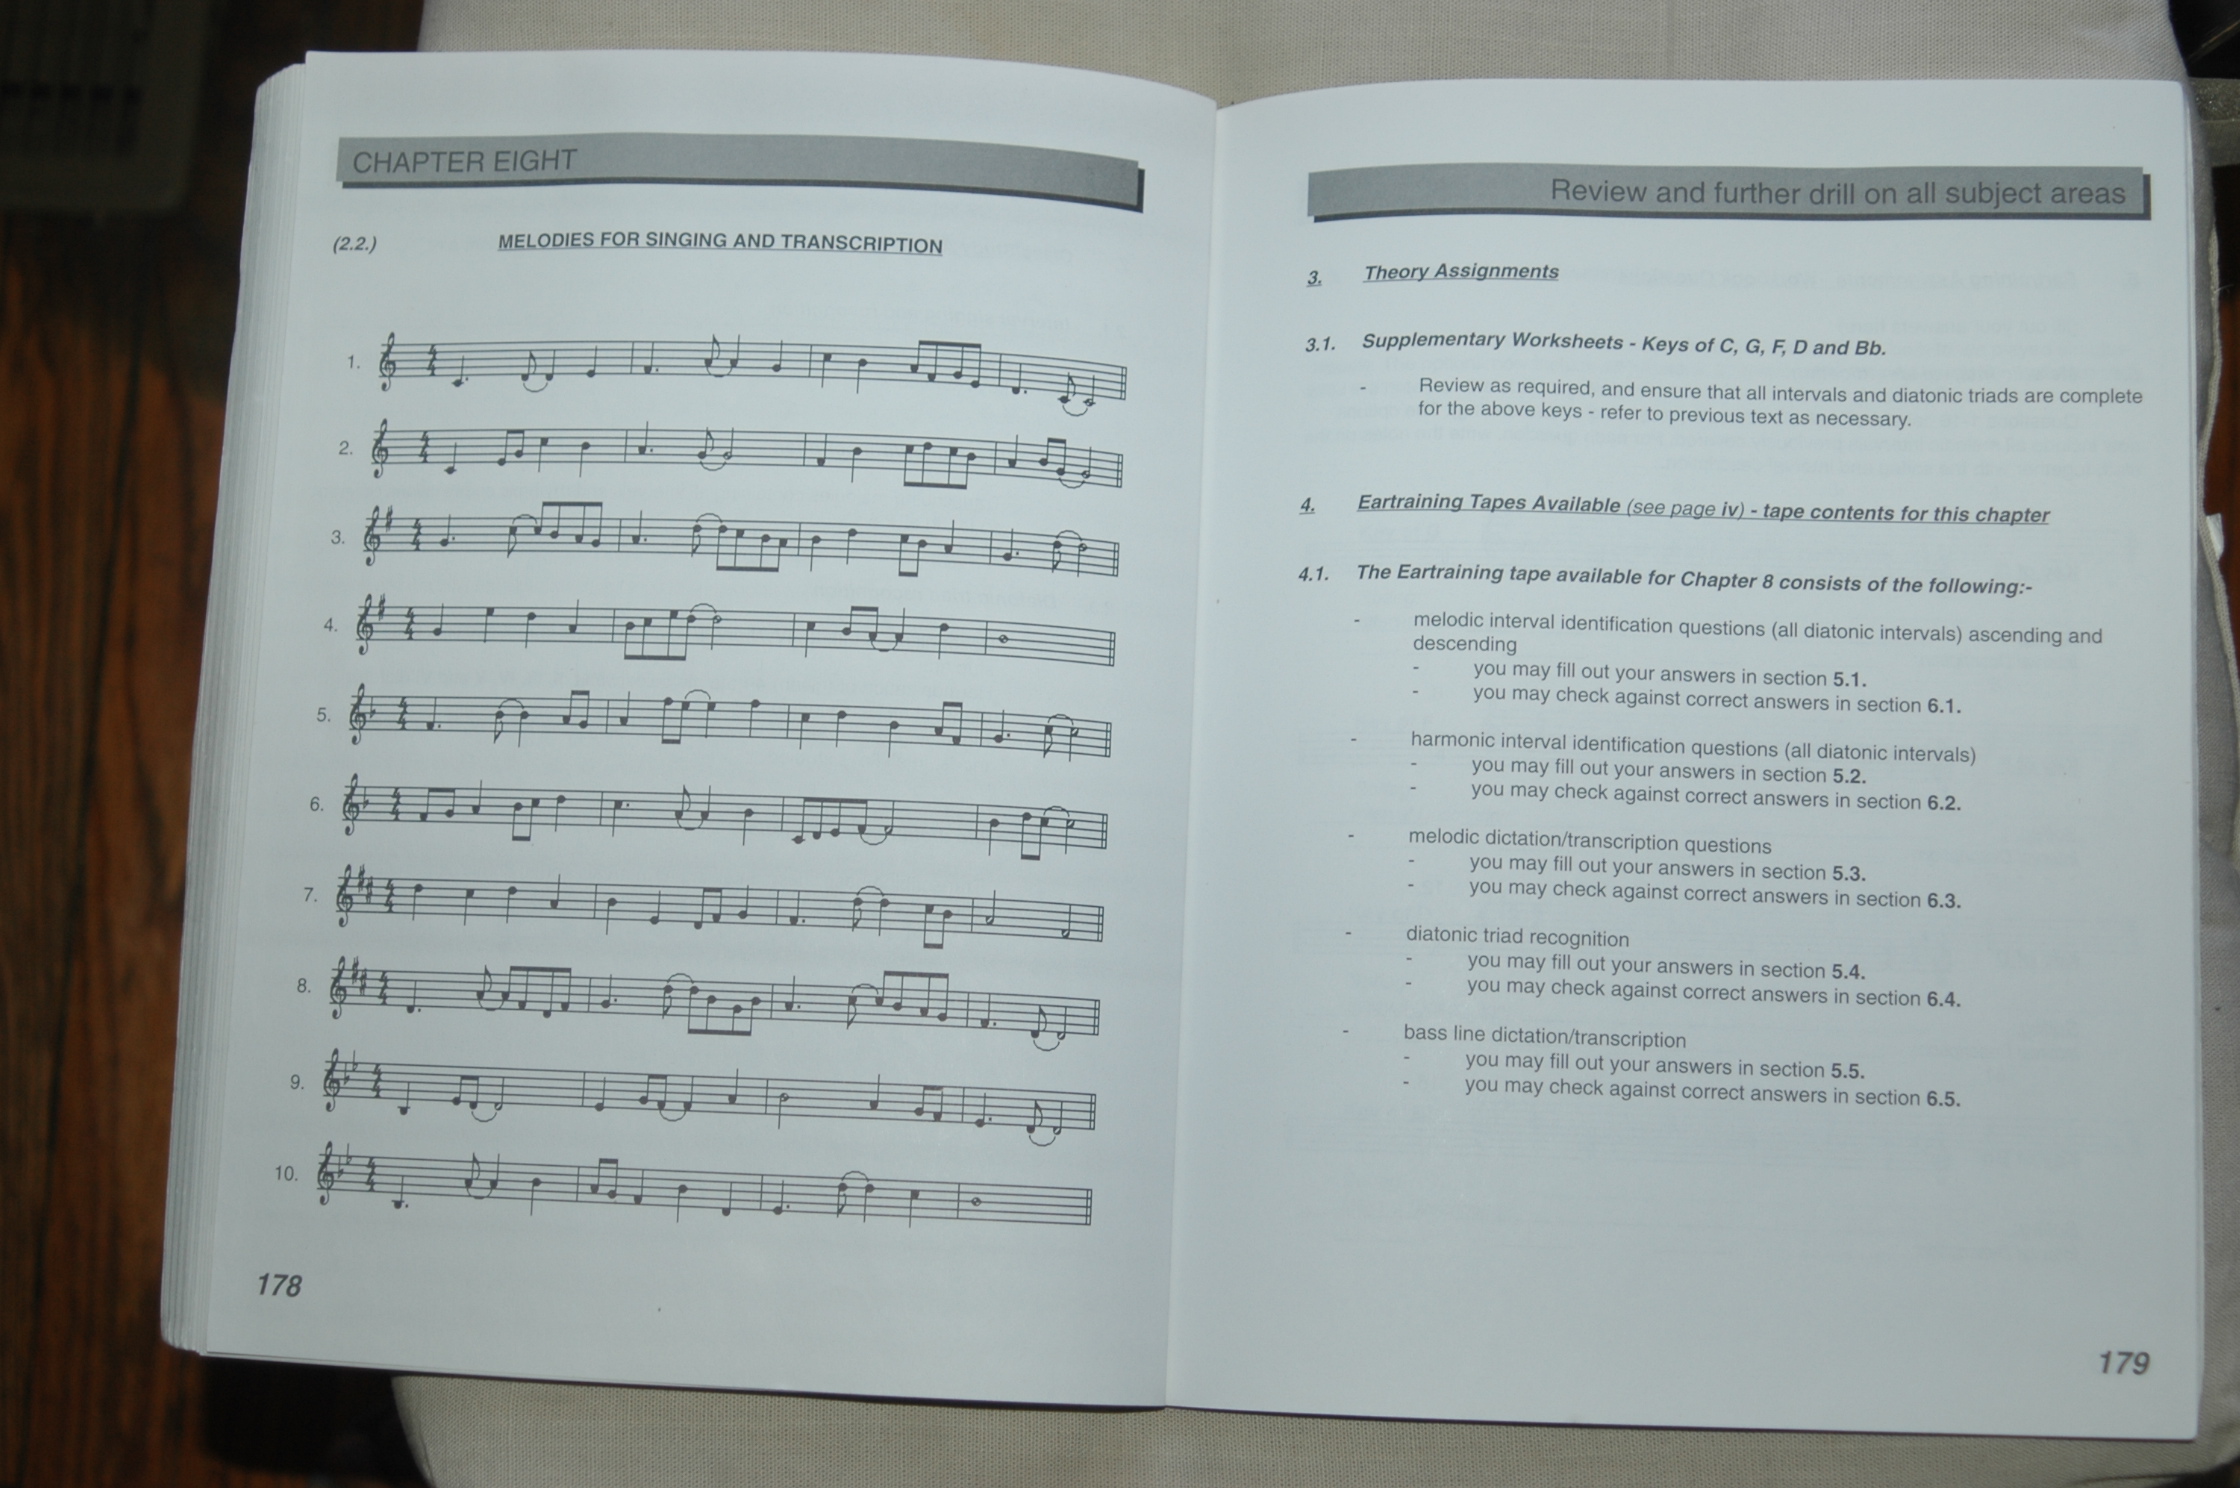 CHAPTER EIGHT
(2.2.) MELODIES FOR SINGING AND TRANSCRIPTION
1.
2.
3.
4.
5.
6.
7.
8.
9.
10.
178
Review and further drill on all subject areas
3. Theory Assignments
3.1. Supplementary Worksheets - Keys of C, G, F, D and Bb.
- Review as required, and ensure that all intervals and diatonic triads are complete
for the above keys - refer to previous text as necessary.
4. Eartraining Tapes Available (see page iv) - tape contents for this chapter
4.1. The Eartraining tape available for Chapter 8 consists of the following:-
- melodic interval identification questions (all diatonic intervals) ascending and
descending
- you may fill out your answers in section 5.1.
- you may check against correct answers in section 6.1.
- harmonic interval identification questions (all diatonic intervals)
- you may fill out your answers in section 5.2.
- you may check against correct answers in section 6.2.
- melodic dictation/transcription questions
- you may fill out your answers in section 5.3.
- you may check against correct answers in section 6.3.
- diatonic triad recognition
- you may fill out your answers in section 5.4.
- you may check against correct answers in section 6.4.
- bass line dictation/transcription
- you may fill out your answers in section 5.5.
- you may check against correct answers in section 6.5.
179